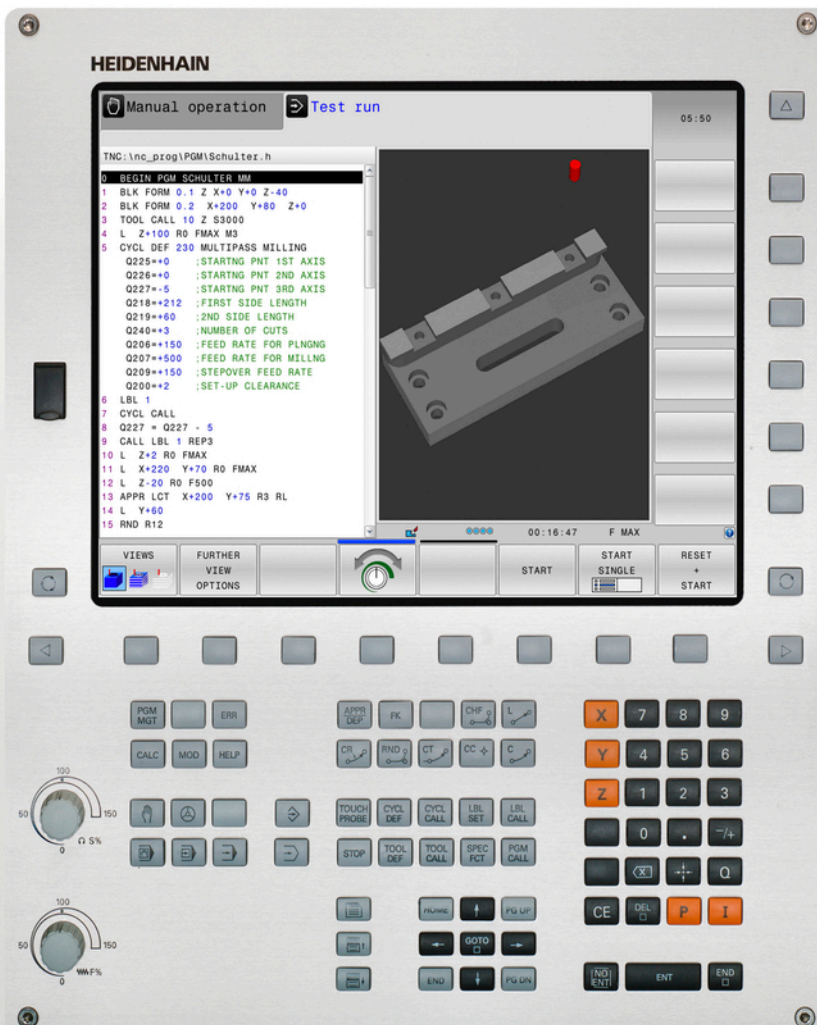 HEIDENHAIN
Manual operation
Test run
05:50
TNC:\nc_prog\PGM\Schulter.h
0 BEGIN PGM SCHULTER MM
1 BLK FORM 0.1 Z X+0 Y+0 Z-40
2 BLK FORM 0.2 X+200 Y+80 Z+0
3 TOOL CALL 10 Z S3000
4 L Z+100 R0 FMAX M3
5 CYCL DEF 230 MULTIPASS MILLING
Q225=+0 ;STARTNG PNT 1ST AXIS
Q226=+0 ;STARTNG PNT 2ND AXIS
Q227=-5 ;STARTNG PNT 3RD AXIS
Q218=+212 ;FIRST SIDE LENGTH
Q219=+60 ;2ND SIDE LENGTH
Q240=+3 ;NUMBER OF CUTS
Q206=+150 ;FEED RATE FOR PLNGNG
Q207=+500 ;FEED RATE FOR MILLNG
Q209=+150 ;STEPOVER FEED RATE
Q200=+2 ;SET-UP CLEARANCE
6 LBL 1
7 CYCL CALL
8 Q227 = Q227 - 5
9 CALL LBL 1 REP3
10 L Z+2 R0 FMAX
11 L X+220 Y+70 R0 FMAX
12 L Z-20 R0 F500
13 APPR LCT X+200 Y+75 R3 RL
14 L Y+60
15 RND R12
00:16:47 F MAX
VIEWS
FURTHER
VIEW
OPTIONS
START
START
SINGLE
RESET
+
START
PGM
MGT
ERR
CALC
MOD
HELP
APPR
DEP
FK
CHF
L
CR
RND
CT
CC
C
TOUCH
PROBE
CYCL
DEF
CYCL
CALL
LBL
SET
LBL
CALL
STOP
TOOL
DEF
TOOL
CALL
SPEC
FCT
PGM
CALL
HOME
PG UP
GOTO
END
PG DN
X 7 8 9
Y 4 5 6
Z 1 2 3
0 . -/+
X Q
CE
DEL
P I
NO
ENT
ENT
END
100
50
150
0
S%
100
50
150
0
F%